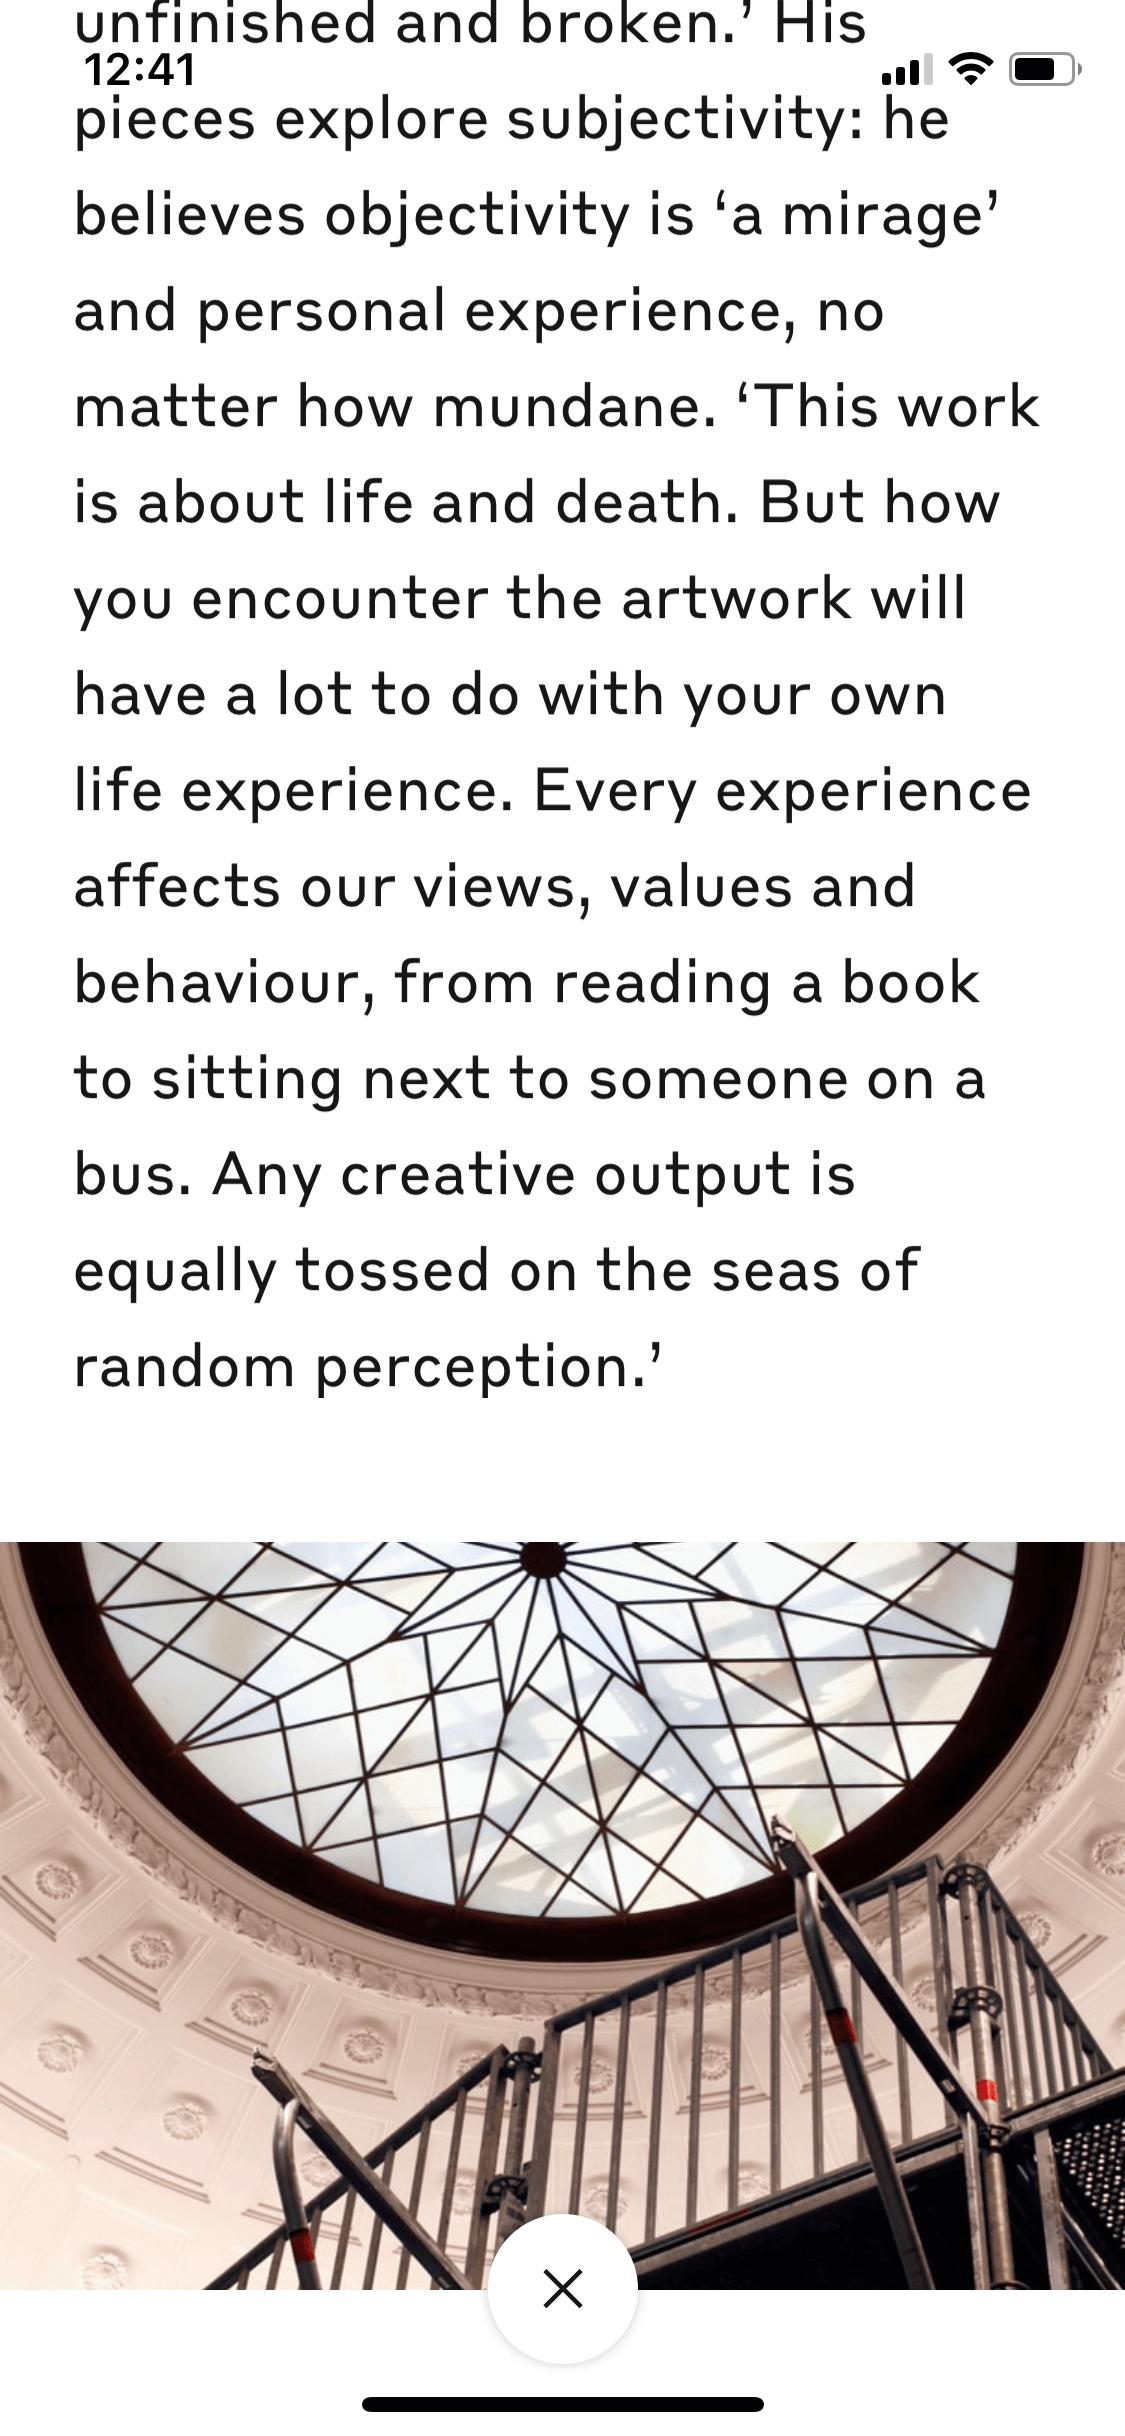 unfinished and broken.’ His
12:41
pieces explore subjectivity: he
believes objectivity is ‘a mirage’
and personal experience, no
matter how mundane. ‘This work
is about life and death. But how
you encounter the artwork will
have a lot to do with your own
life experience. Every experience
affects our views, values and
behaviour, from reading a book
to sitting next to someone on a
bus. Any creative output is
equally tossed on the seas of
random perception.’